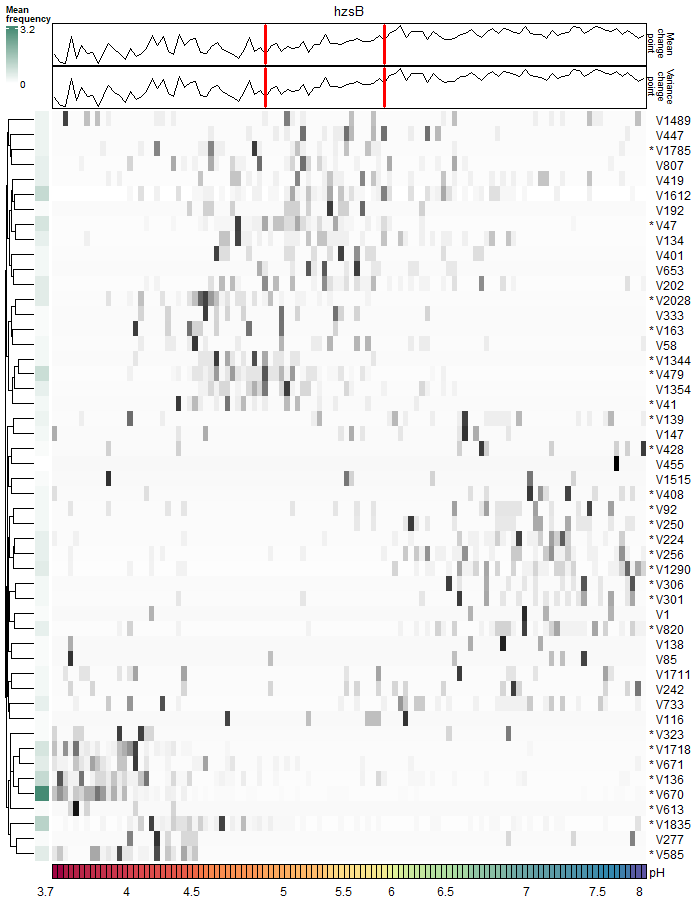 Mean
frequency
3.2
0
hzsB
Mean
change
point
Variance
change
point
V1489
V447
*V1785
V807
V419
V1612
V192
*V47
V134
V401
V653
V202
*V2028
V333
*V163
V58
*V1344
*V479
V1354
*V41
*V139
V147
*V428
V455
V1515
*V408
*V92
*V250
*V224
*V256
*V1290
*V306
*V301
V1
*V820
V138
V85
V1711
V242
V733
V116
*V323
*V1718
*V671
*V136
*V670
*V613
*V1835
V277
*V585
pH
3.7 4 4.5 5 5.5 6 6.5 7 7.5 8